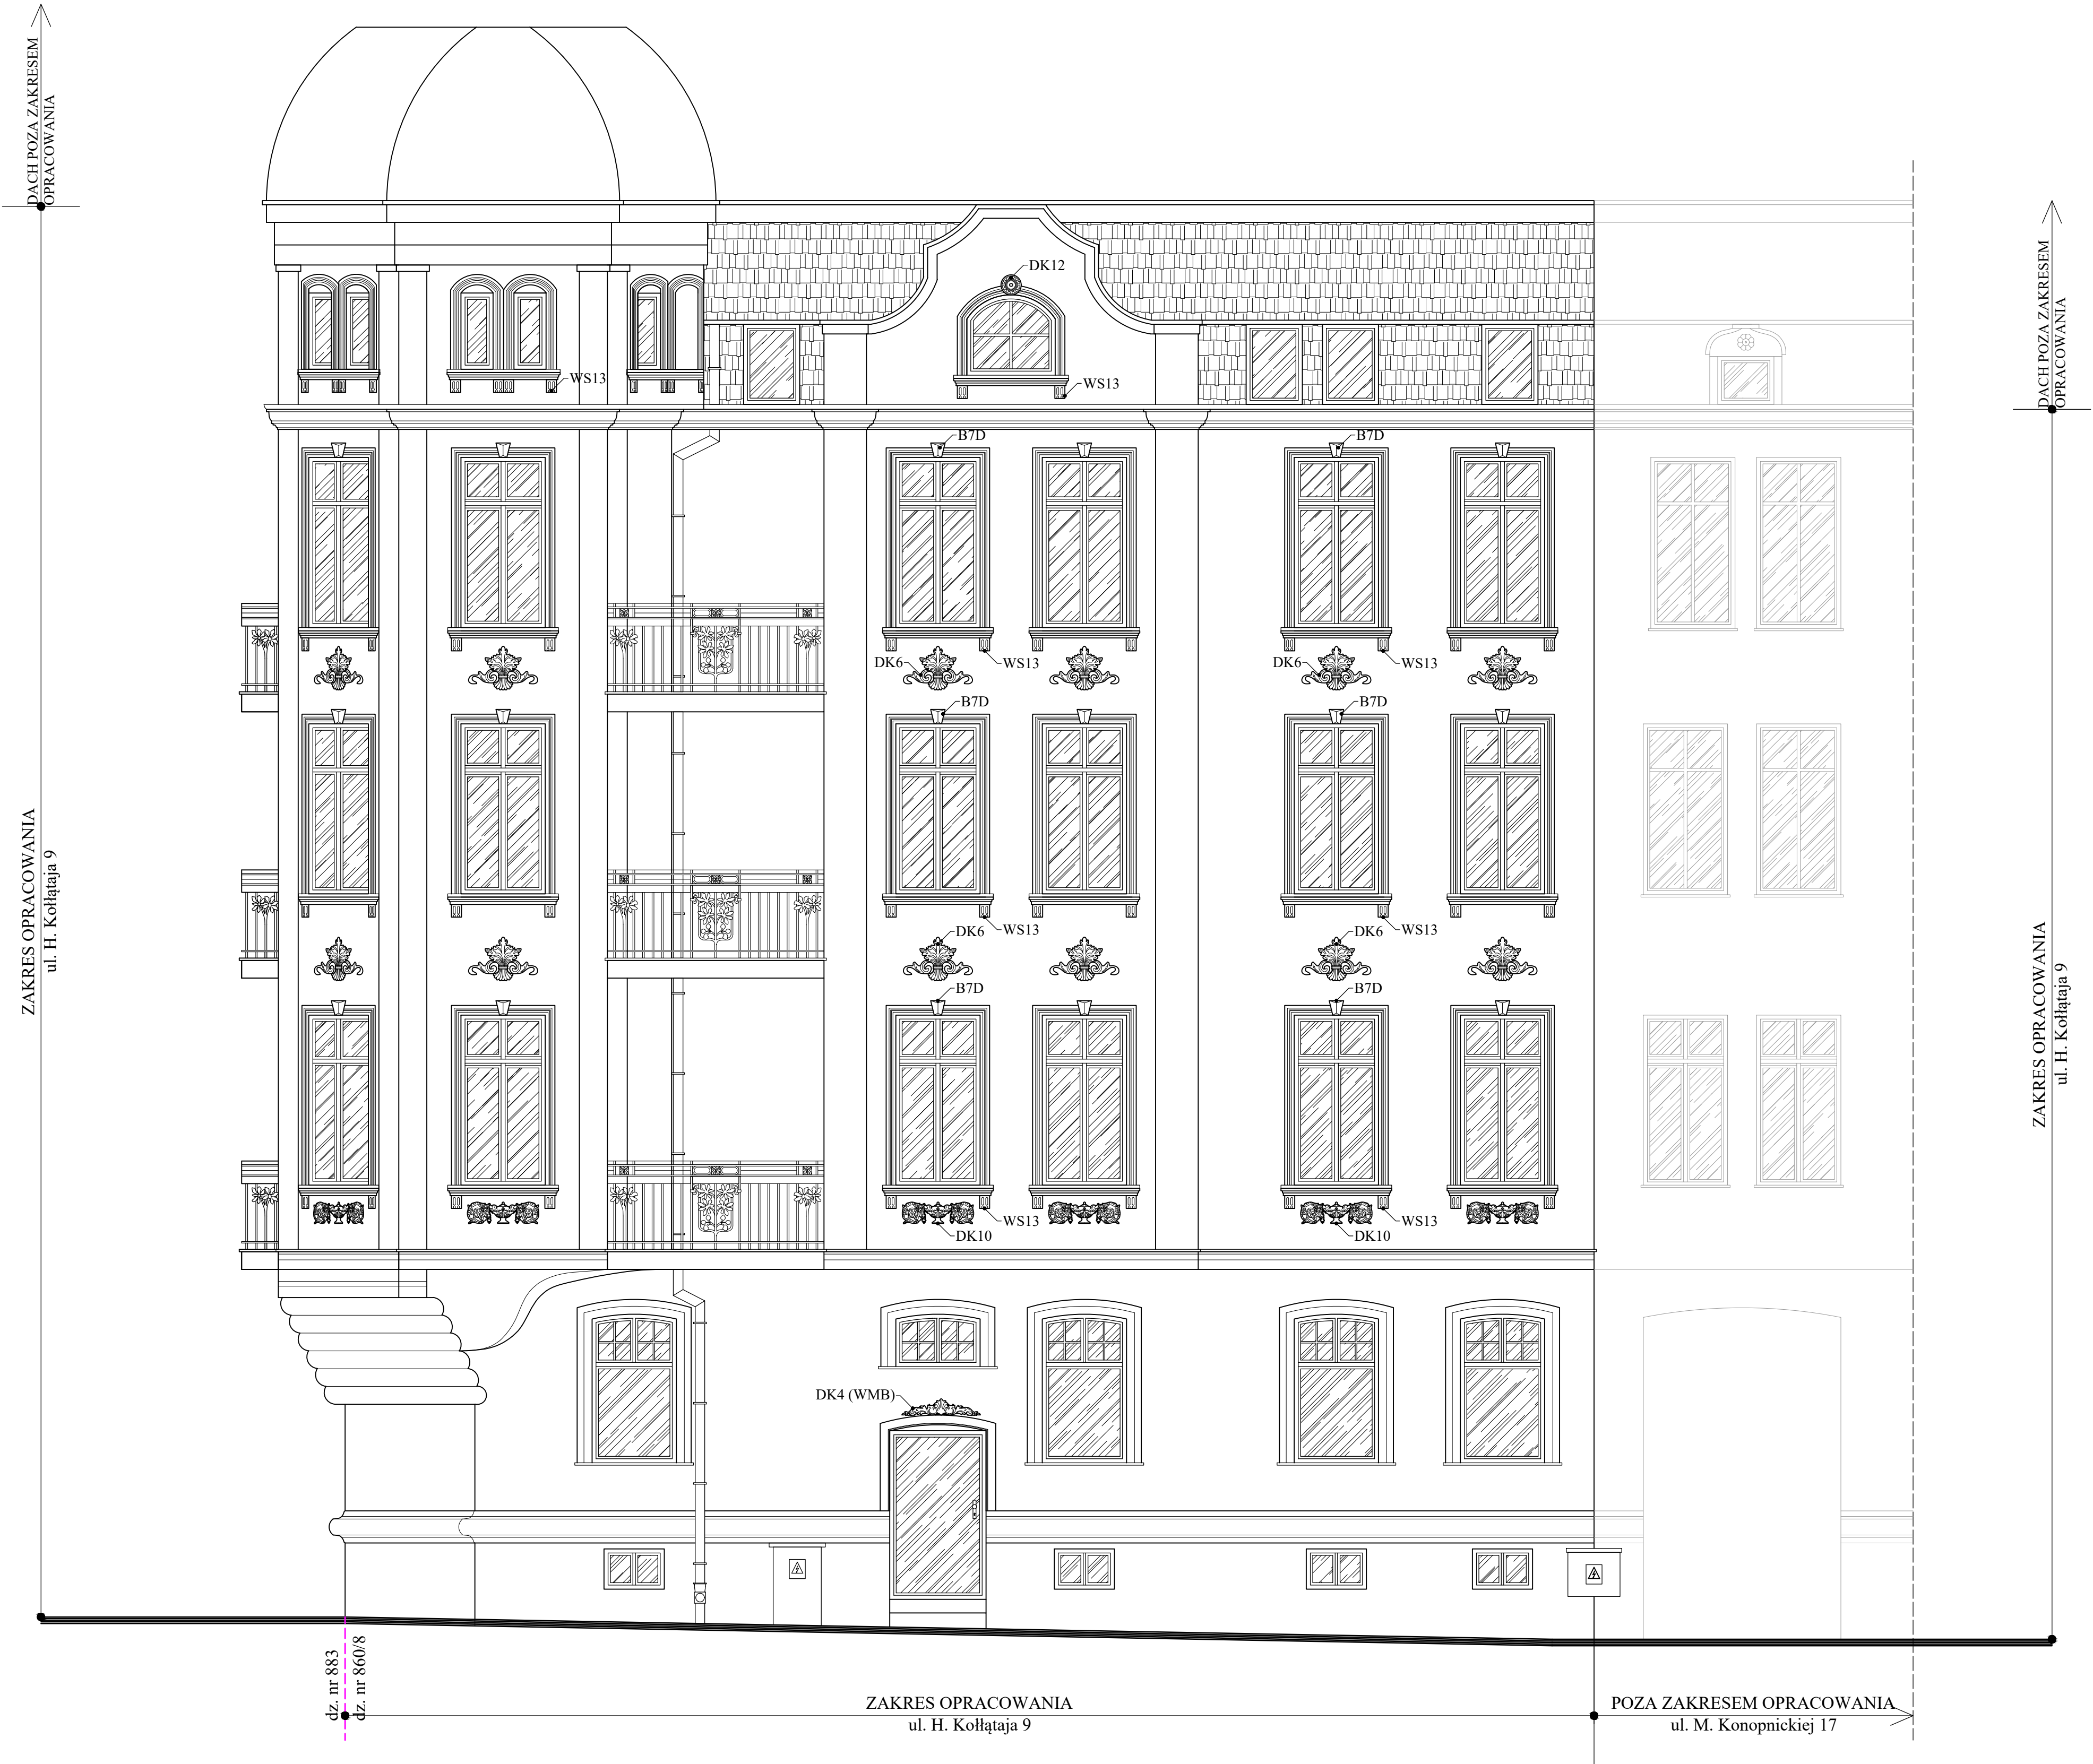 DACH POZA ZAKRESEM
OPRACOWANIA
DK12
WS13
WS13
DACH POZA ZAKRESEM
OPRACOWANIA
B7D
B7D
DK6
WS13
DK6
WS13
B7D
B7D
ZAKRES OPRACOWANIA
ul. H. Kołłątaja 9
DK6
WS13
DK6
WS13
ZAKRES OPRACOWANIA
ul. H. Kołłątaja 9
B7D
B7D
WS13
DK10
WS13
DK10
DK4 (WMB)
dz. nr 883
dz. nr 860/8
ZAKRES OPRACOWANIA
ul. H. Kołłątaja 9
POZA ZAKRESEM OPRACOWANIA
ul. M. Konopnickiej 17